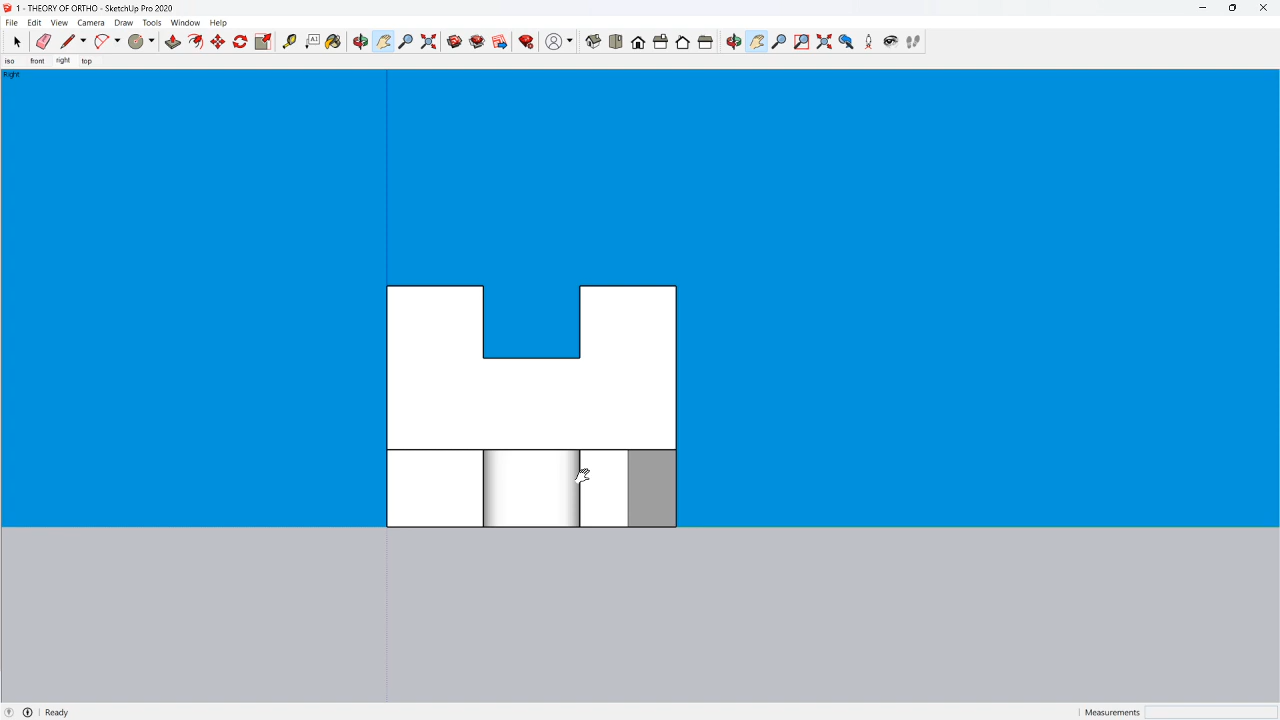 1 - THEORY OF ORTHO - SketchUp Pro 2020
File Edit View Camera Draw Tools Window Help
A1
iso front right top
Right
Ready
Measurements